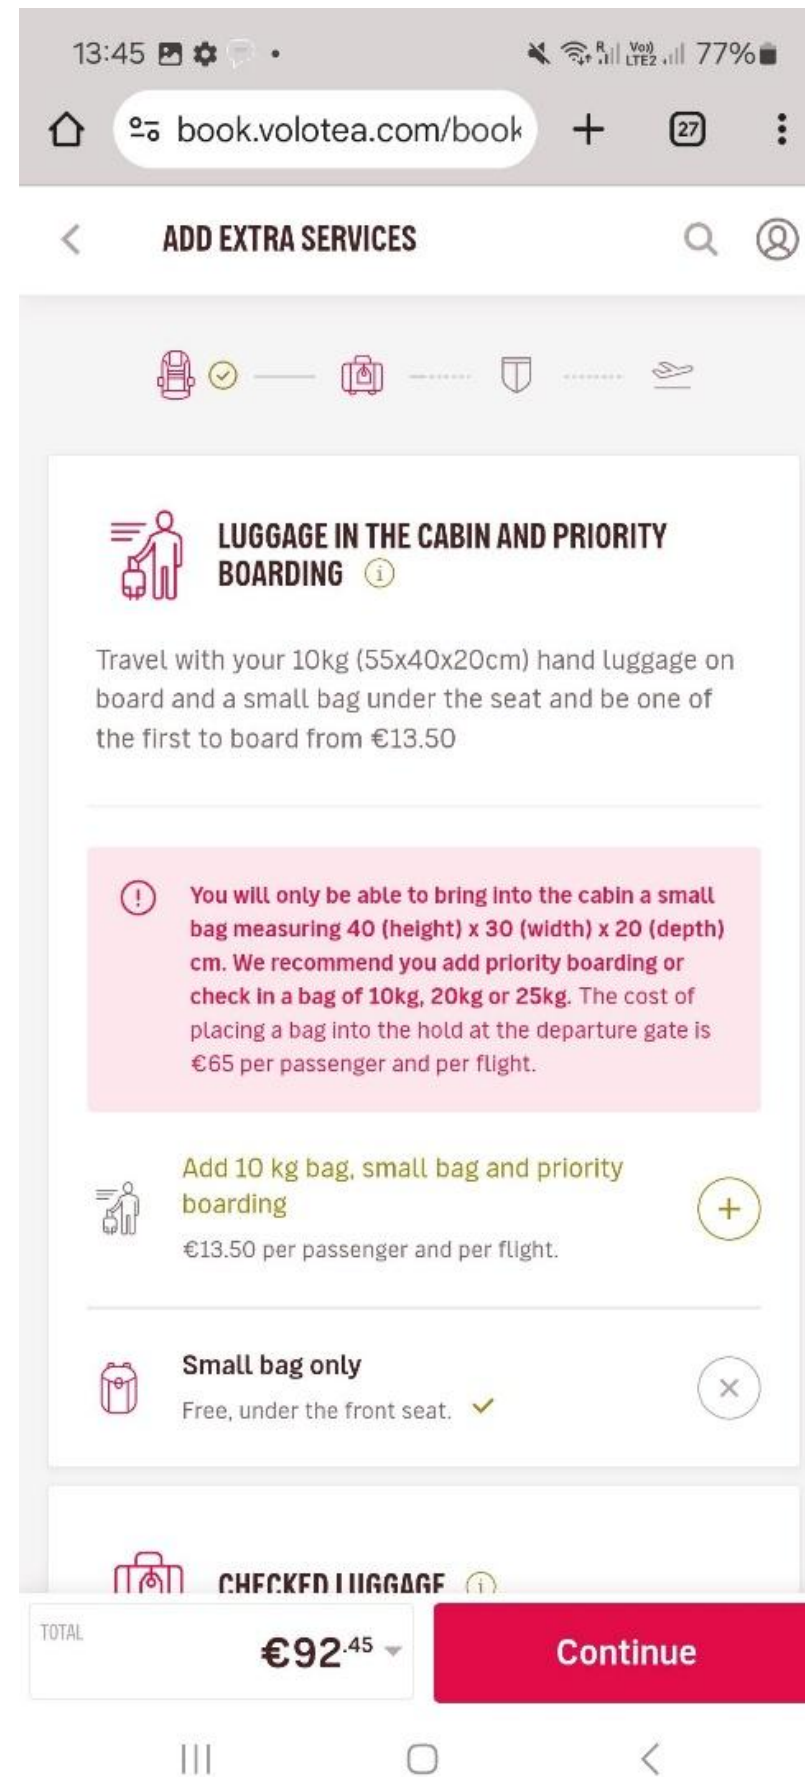 13:45
R Vo)) LTE2 77%
book.volotea.com/book
27
ADD EXTRA SERVICES
LUGGAGE IN THE CABIN AND PRIORITY
BOARDING i
Travel with your 10kg (55x40x20cm) hand luggage on
board and a small bag under the seat and be one of
the first to board from €13.50
You will only be able to bring into the cabin a small
bag measuring 40 (height) x 30 (width) x 20 (depth)
cm. We recommend you add priority boarding or
check in a bag of 10kg, 20kg or 25kg. The cost of
placing a bag into the hold at the departure gate is
€65 per passenger and per flight.
Add 10 kg bag, small bag and priority
boarding
€13.50 per passenger and per flight.
Small bag only
Free, under the front seat.
CHECKED LUGGAGE i
TOTAL
€92.45
Continue